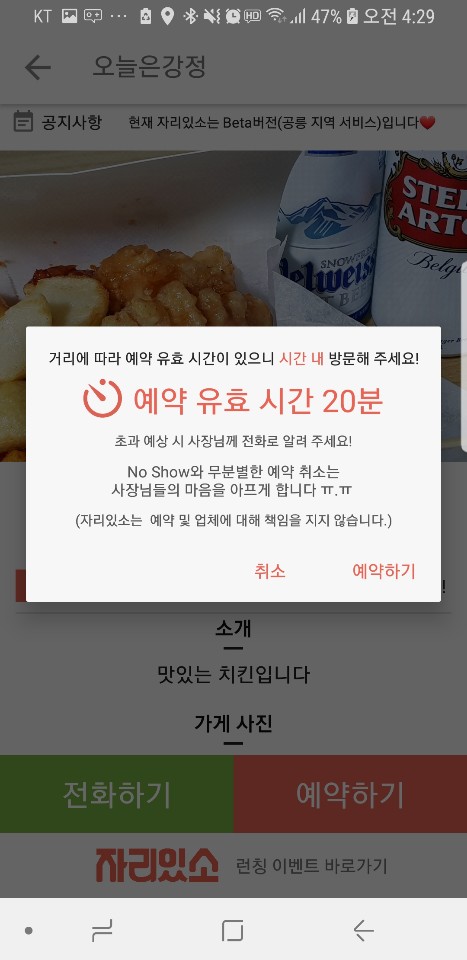 KT ... HD 47% 오전 4:29
오늘은강정
공지사항 현재 자리있소는 Beta버전(공릉 지역 서비스)입니다❤️
SNOW
delweiss
STEL
ARTO
Belgi
거리에 따라 예약 유효 시간이 있으니 시간 내 방문해 주세요!
예약 유효 시간 20분
초과 예상 시 사장님께 전화로 알려 주세요!
No Show와 무분별한 예약 취소는
사장님들의 마음을 아프게 합니다 ㅠ.ㅠ
(자리있소는 예약 및 업체에 대해 책임을 지지 않습니다.)
취소 예약하기
!
소개
맛있는 치킨입니다
가게 사진
전화하기 예약하기
자리있소 런칭 이벤트 바로가기